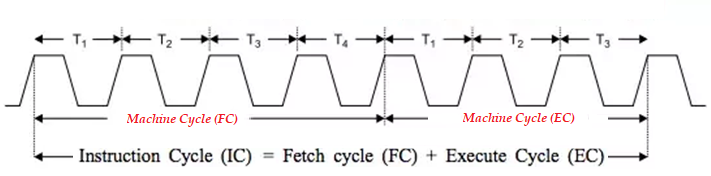 T₁ T₂ T₃ T₄ T₁ T₂ T₃
Machine Cycle (FC) Machine Cycle (EC)
Instruction Cycle (IC) = Fetch cycle (FC) + Execute Cycle (EC)